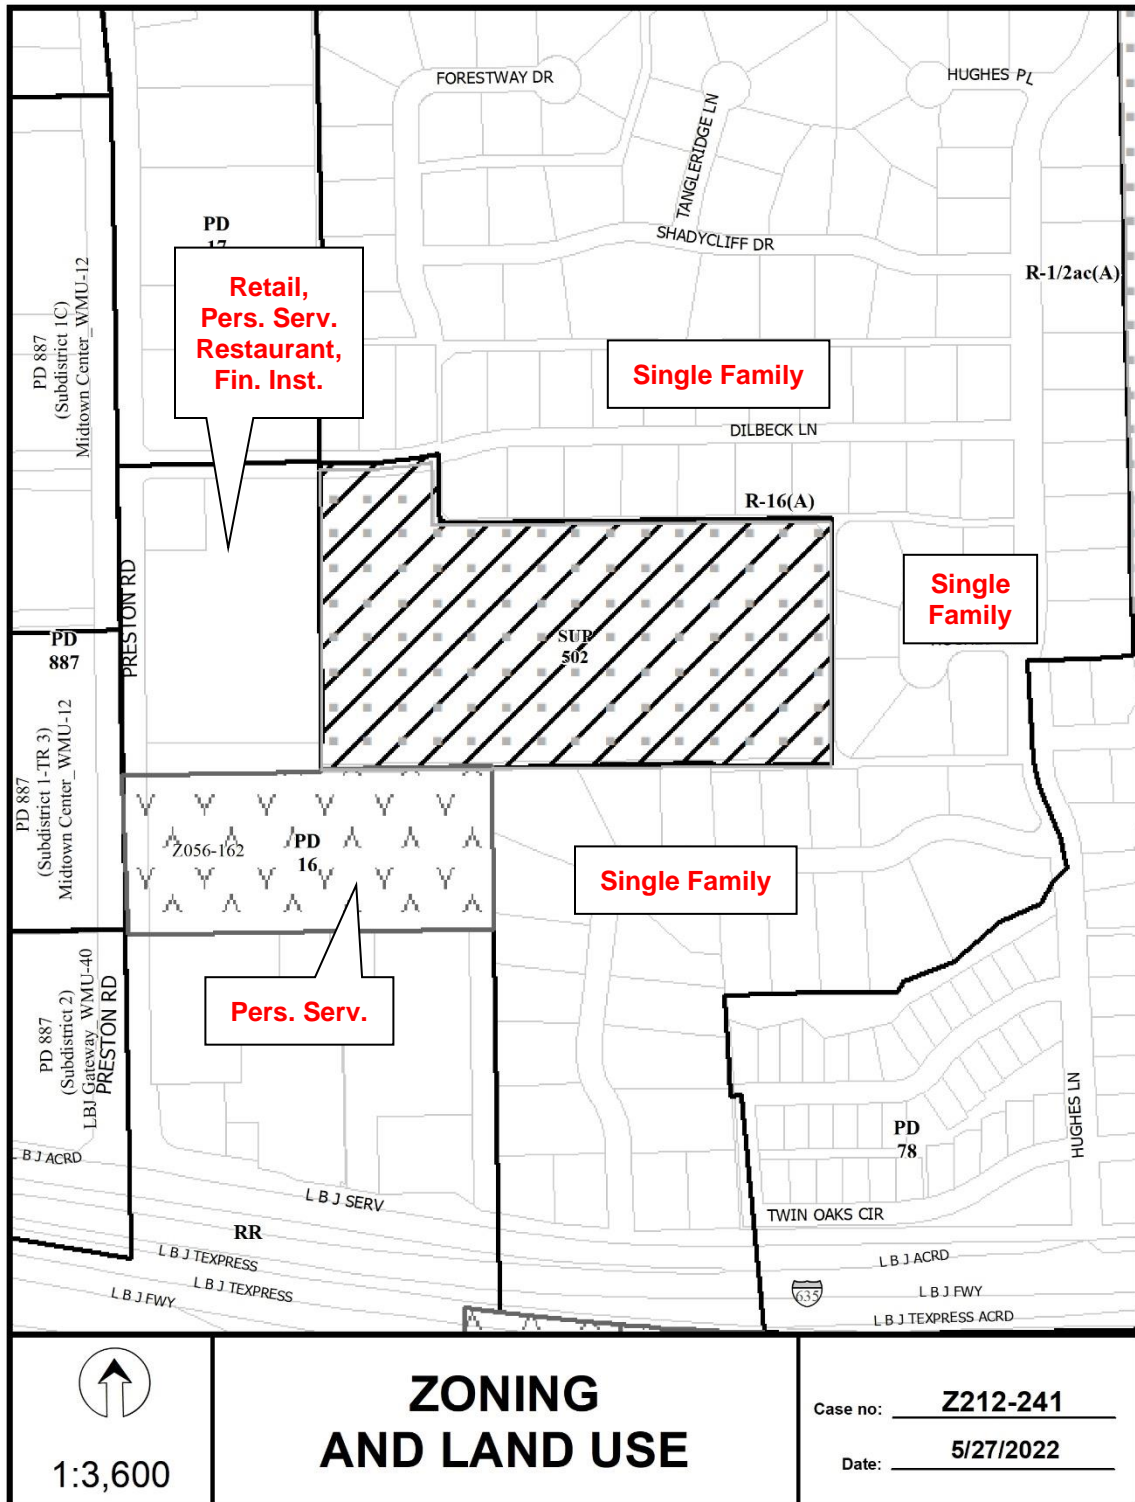 FORESTWAY DR
HUGHES PL
TANGLERIDGE LN
PD
17
SHADYCLIFF DR
R-1/2ac(A)
PD 887
(Subdistrict 1C)
Midtown Center_WMU-12
Retail,
Pers. Serv.
Restaurant,
Fin. Inst.
Single Family
DILBECK LN
R-16(A)
PRESTON RD
Single
Family
SUP
502
PD
887
PD 887
(Subdistrict 1-TR 3)
Midtown Center_WMU-12
Z056-162
PD
16
Single Family
Pers. Serv.
PD 887
(Subdistrict 2)
LBJ Gateway_WMU-40
PRESTON RD
HUGHES LN
PD
78
L B J ACRD
L B J SERV
TWIN OAKS CIR
RR
L B J TEXPRESS
L B J ACRD
L B J TEXPRESS
L B J FWY
635
L B J FWY
L B J TEXPRESS ACRD
1:3,600
ZONING
AND LAND USE
Case no: Z212-241
Date: 5/27/2022